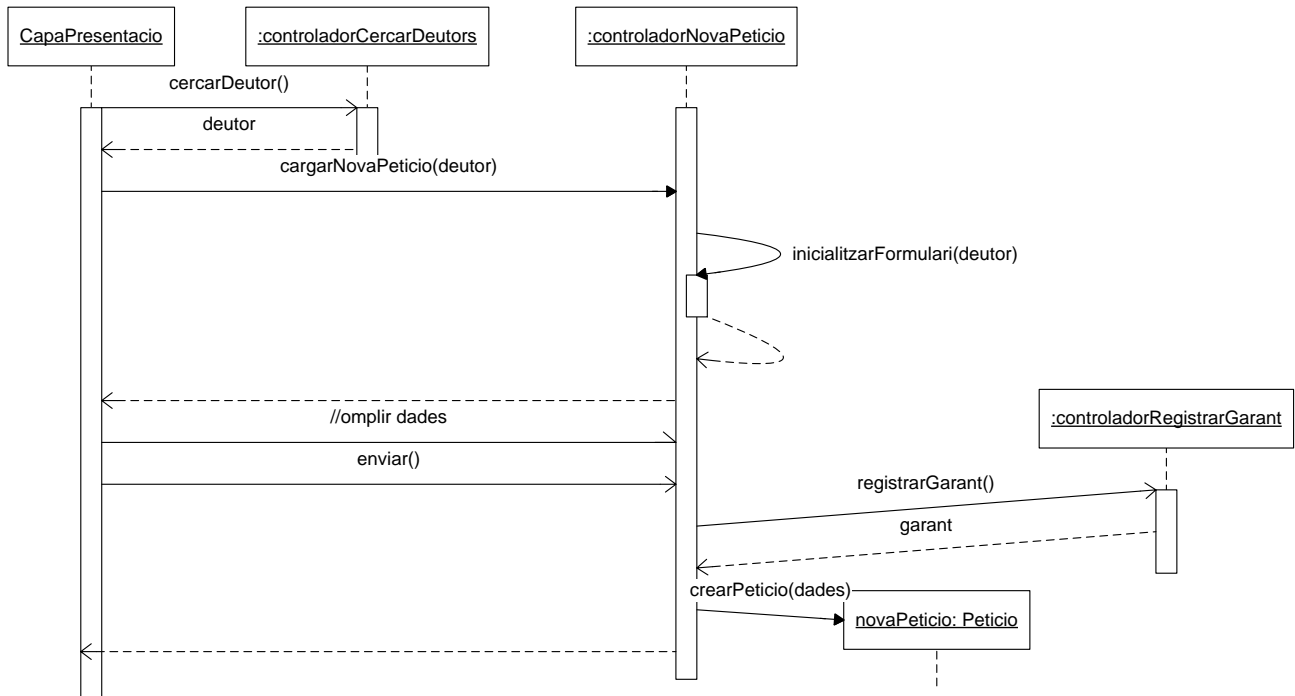 CapaPresentacio
:controladorCercarDeutors
:controladorNovaPeticio
cercarDeutor()
deutor
cargarNovaPeticio(deutor)
inicialitzarFormulari(deutor)
//omplir dades
:controladorRegistrarGarant
enviar()
registrarGarant()
garant
crearPeticio(dades)
novaPeticio: Peticio